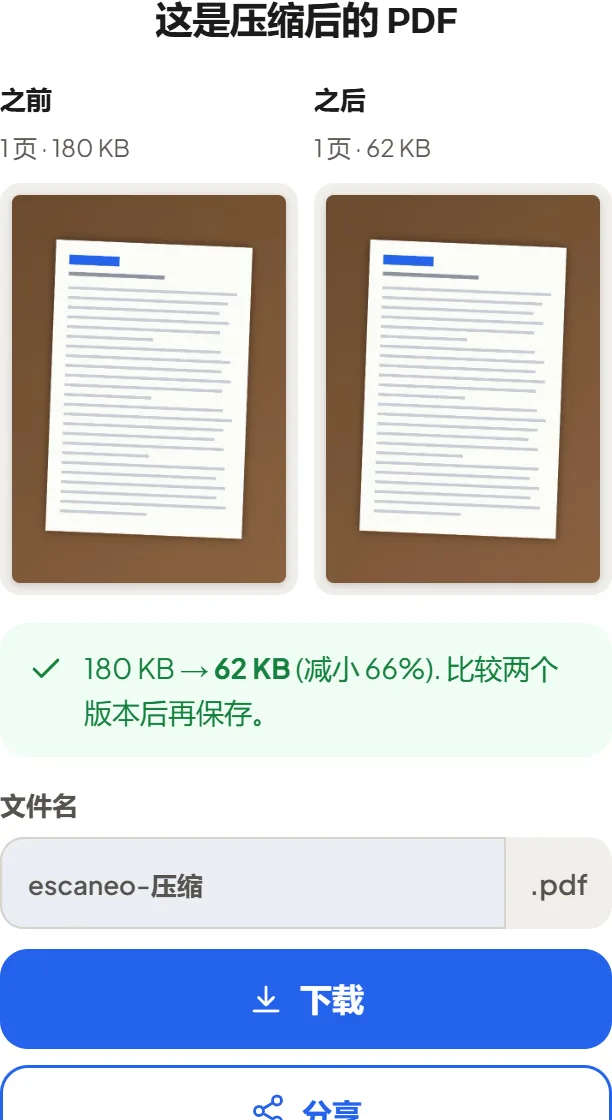 这是压缩后的 PDF
之前
1 页 · 180 KB
之后
1 页 · 62 KB
180 KB → 62 KB (减小 66%). 比较两个
版本后再保存。
文件名
escaneo-压缩
.pdf
下载
分享